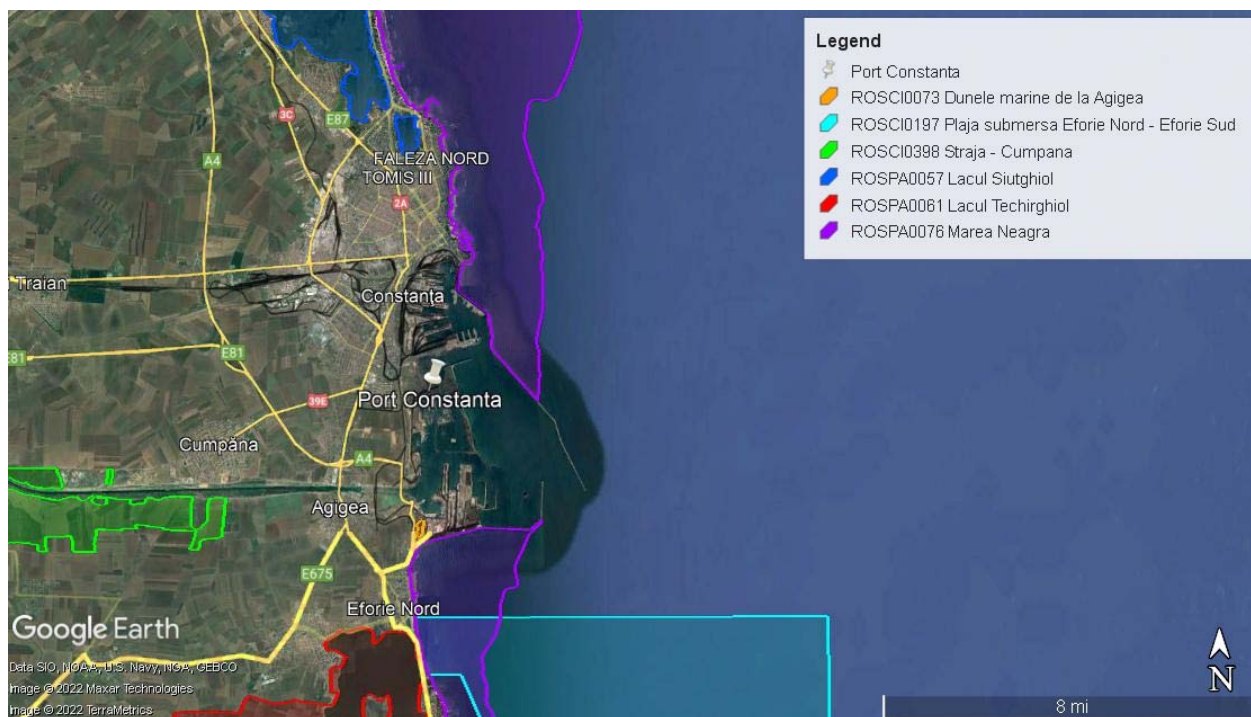 Legend
Port Constanta
ROSCI0073 Dunele marine de la Agigea
ROSCI0197 Plaja submersa Eforie Nord - Eforie Sud
ROSCI0398 Straja - Cumpana
ROSPA0057 Lacul Siutghiol
ROSPA0061 Lacul Techirghiol
ROSPA0076 Marea Neagra
3C
E87
A4
FALEZA NORD
TOMIS III
2A
Traian
Constanţa
E81
E81
Port Constanta
39E
Cumpăna
A4
Agigea
E675
Eforie Nord
Google Earth
Data SIO, NOAA, U.S. Navy, NGA, GEBCO
Image © 2022 Maxar Technologies
Image © 2022 TerraMetrics
N
8 mi